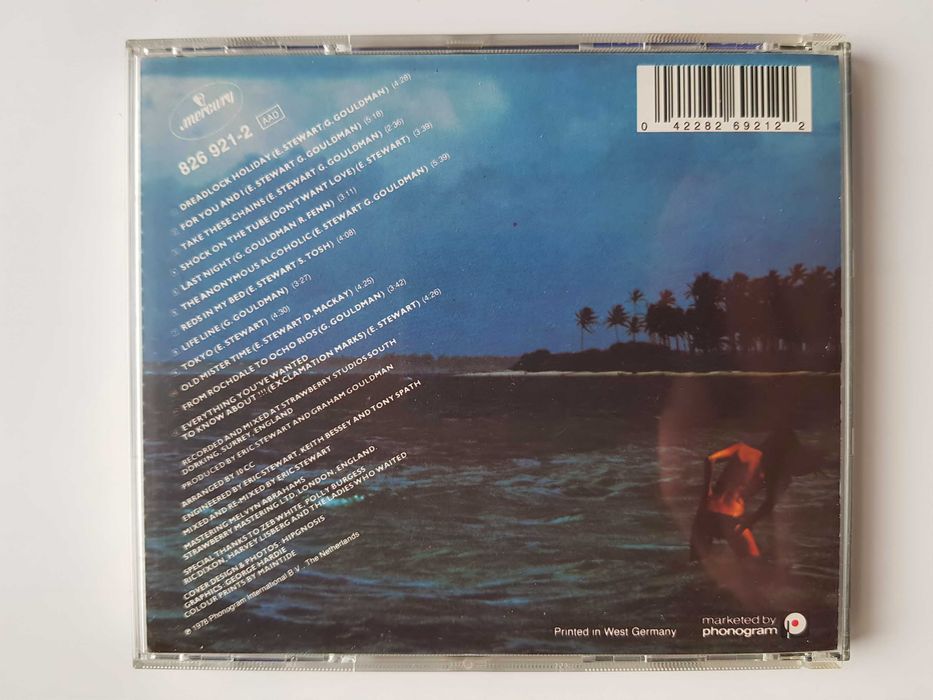 mercury
826 921-2
AAD
DREADLOCK HOLIDAY (E. STEWART/G. GOULDMAN) (4:28)
FOR YOU AND I (E. STEWART G. GOULDMAN) (5:18)
TAKE THESE CHAINS (E. STEWART G. GOULDMAN) (2:36)
SHOCK ON THE TUBE (DON'T WANT LOVE) (E. STEWART) (3:39)
LAST NIGHT (G. GOULDMAN/R. FENN) (3:11)
THE ANONYMOUS ALCOHOLIC (E. STEWART G. GOULDMAN) (5:39)
REDS IN MY BED (E. STEWART S. TOSH) (4:08)
LIFE LINE (G. GOULDMAN) (3:27)
TOKYO (E. STEWART) (4:30)
OLD MISTER TIME (E. STEWART D. MACKAY) (4:25)
FROM ROCHDALE TO OCHO RIOS (G. GOULDMAN) (3:42)
EVERYTHING YOU'VE WANTED
TO KNOW ABOUT !!! (EXCLAMATION MARKS) (E. STEWART) (4:26)
RECORDED AND MIXED AT STRAWBERRY STUDIOS SOUTH
DORKING, SURREY, ENGLAND
PRODUCED BY ERIC STEWART AND GRAHAM GOULDMAN
ARRANGED BY 10CC
ENGINEERED BY ERIC STEWART, KEITH BESSEY AND TONY SPATH
MIXED AND RE-MIXED BY ERIC STEWART
MASTERING MELVYN ABRAHAMS
STRAWBERRY MASTERING LTD. LONDON, ENGLAND
SPECIAL THANKS TO ZEB WHITE, POLLY BURGESS
RIC DIXON, HARVEY LISBERG AND THE LADIES WHO WAITED
COVER DESIGN & PHOTOS: HIPGNOSIS
GRAPHICS: GEORGE HARDIE
COLOUR PRINTS BY MAINTIDE
℗ 1978 Phonogram International B.V. The Netherlands
0 42282 69212 2
Printed in West Germany
marketed by
phonogram